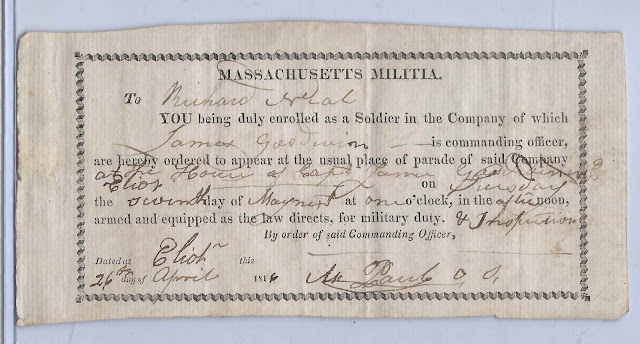 MASSACHUSETTS MILITIA.
To Richard Neal
YOU being duly enrolled as a Soldier in the Company of which
James Goodwin — is commanding officer,
are hereby ordered to appear at the usual place of parade of said Company
at the House of Capt James Goodwin
Eliot on Tuesday
the seventh day of May next at one o'clock, in the afternoon,
armed and equipped as the law directs, for military duty. & Inspection
By order of said Commanding Officer,
Dated at Eliot this
26th day of April 1816
Paul